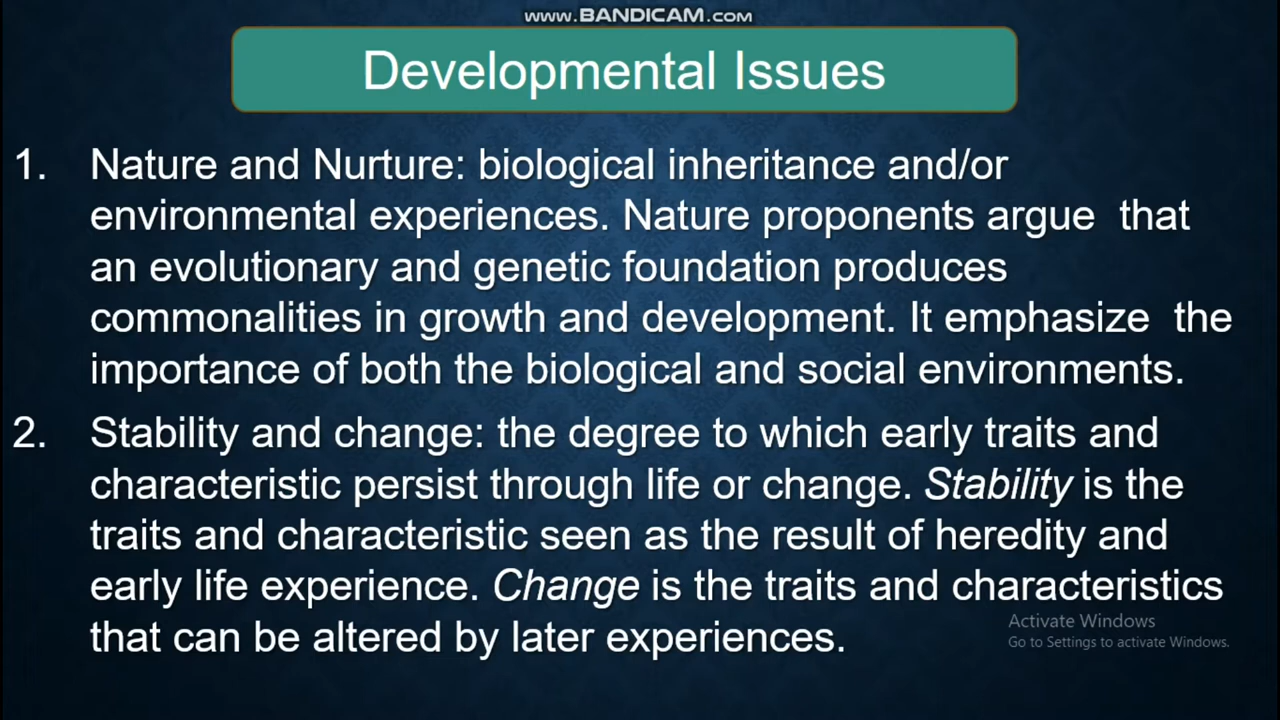 www.BANDICAM.com
Developmental Issues
1. Nature and Nurture: biological inheritance and/or
environmental experiences. Nature proponents argue that
an evolutionary and genetic foundation produces
commonalities in growth and development. It emphasize the
importance of both the biological and social environments.
2. Stability and change: the degree to which early traits and
characteristic persist through life or change. Stability is the
traits and characteristic seen as the result of heredity and
early life experience. Change is the traits and characteristics
that can be altered by later experiences.
Activate Windows
Go to Settings to activate Windows.